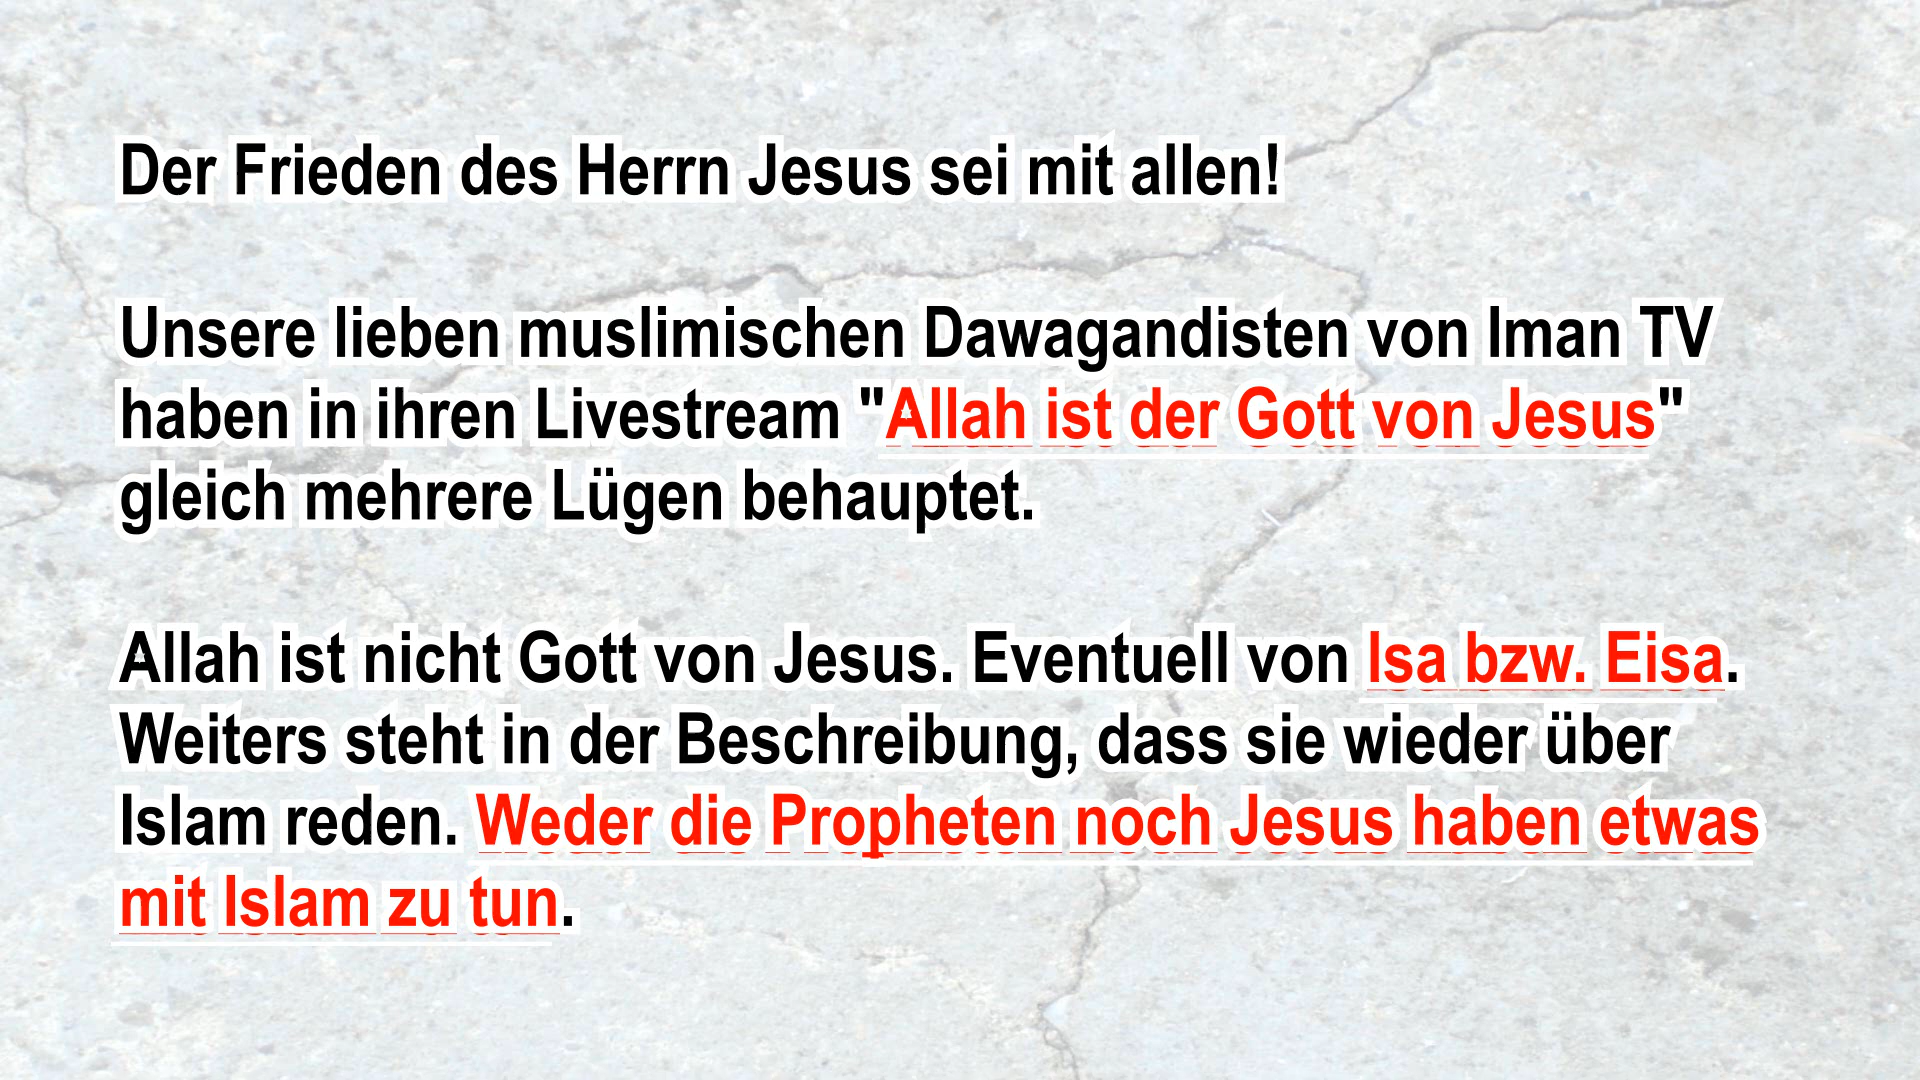 Der Frieden des Herrn Jesus sei mit allen!
Unsere lieben muslimischen Dawagandisten von Iman TV
haben in ihren Livestream "Allah ist der Gott von Jesus"
gleich mehrere Lügen behauptet.
Allah ist nicht Gott von Jesus. Eventuell von Isa bzw. Eisa.
Weiters steht in der Beschreibung, dass sie wieder über
Islam reden. Weder die Propheten noch Jesus haben etwas
mit Islam zu tun.